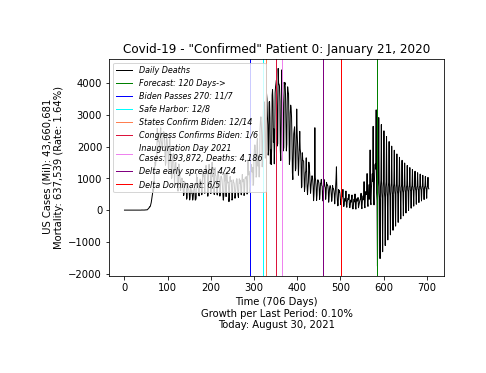 Covid-19 - "Confirmed" Patient 0: January 21, 2020
US Cases (Mil): 43,660,681
Mortality: 637,539 (Rate: 1.64%)
4000
3000
2000
1000
0
−1000
−2000
Daily Deaths
Forecast: 120 Days->
Biden Passes 270: 11/7
Safe Harbor: 12/8
States Confirm Biden: 12/14
Congress Confirms Biden: 1/6
Inauguration Day 2021
Cases: 193,872, Deaths: 4,186
Delta early spread: 4/24
Delta Dominant: 6/5
0 100 200 300 400 500 600 700
Time (706 Days)
Growth per Last Period: 0.10%
Today: August 30, 2021